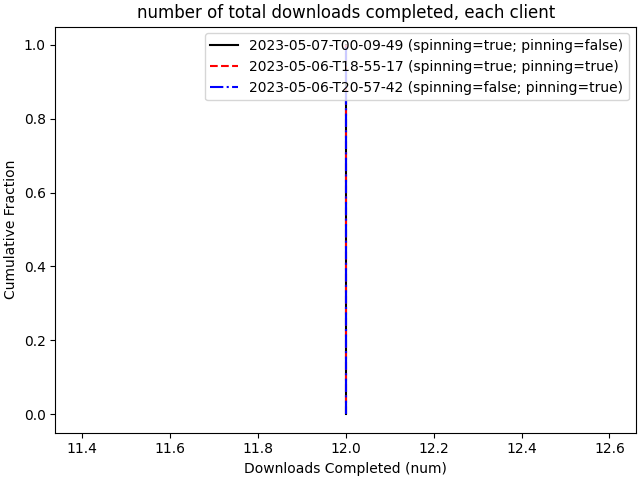 number of total downloads completed, each client
1.0
0.8
0.6
0.4
0.2
0.0
Cumulative Fraction
2023-05-07-T00-09-49 (spinning=true; pinning=false)
2023-05-06-T18-55-17 (spinning=true; pinning=true)
2023-05-06-T20-57-42 (spinning=false; pinning=true)
11.4 11.6 11.8 12.0 12.2 12.4 12.6
Downloads Completed (num)